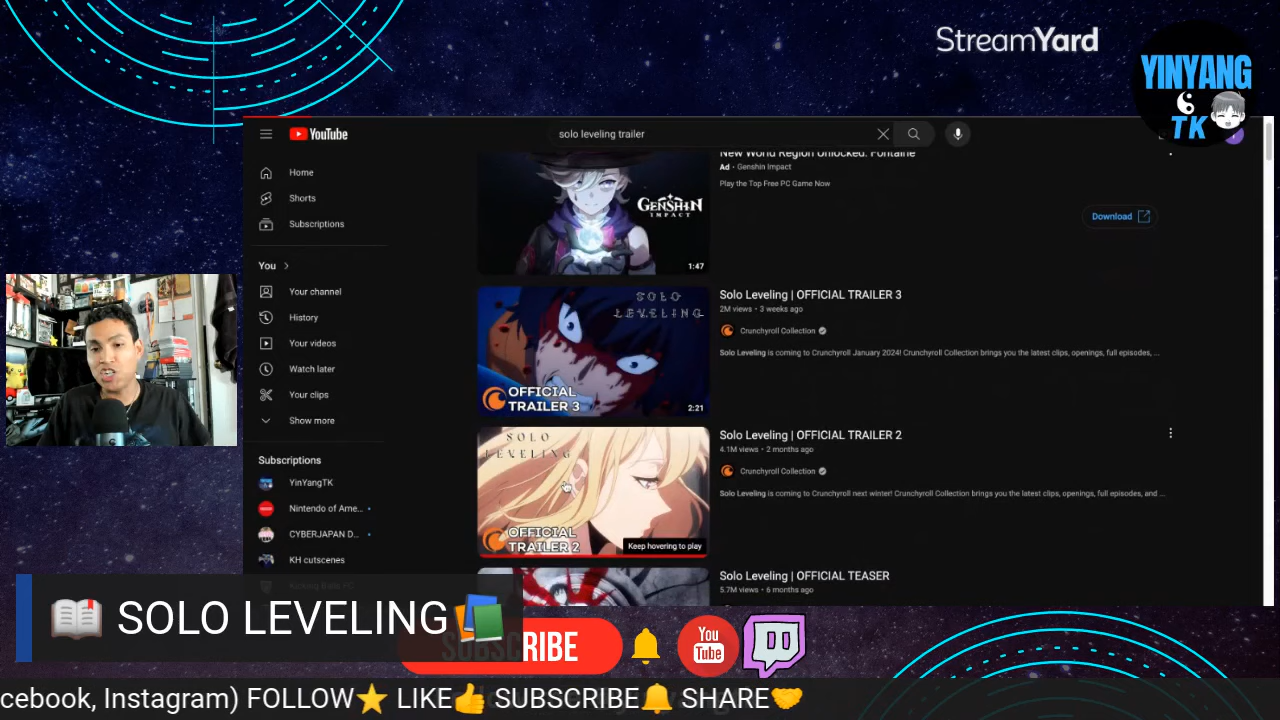 StreamYard
YINYANG
TK
YouTube
solo leveling trailer
New World Region Unlocked: Fontaine
Ad · Genshin Impact
Play the Top Free PC Game Now
GENSHIN
IMPACT
Download
1:47
Home
Shorts
Subscriptions
You
Your channel
History
Your videos
Watch later
Your clips
Show more
Subscriptions
YinYangTK
Nintendo of Ame...
CYBERJAPAN D...
KH cutscenes
SOLO
LEVELING
OFFICIAL
TRAILER 3
2:21
Solo Leveling | OFFICIAL TRAILER 3
2M views • 3 weeks ago
Crunchyroll Collection
Solo Leveling is coming to Crunchyroll January 2024! Crunchyroll Collection brings you the latest clips, openings, full episodes, ...
SOLO
LEVELING
OFFICIAL
TRAILER 2
Keep hovering to play
Solo Leveling | OFFICIAL TRAILER 2
4.1M views • 2 months ago
Crunchyroll Collection
Solo Leveling is coming to Crunchyroll next winter! Crunchyroll Collection brings you the latest clips, openings, full episodes, and ...
Solo Leveling | OFFICIAL TEASER
5.7M views • 6 months ago
📖 SOLO LEVELING📚
SUBSCRIBE
You
Tube
cebook, Instagram) FOLLOW⭐ LIKE👍 SUBSCRIBE🔔 SHARE🤝